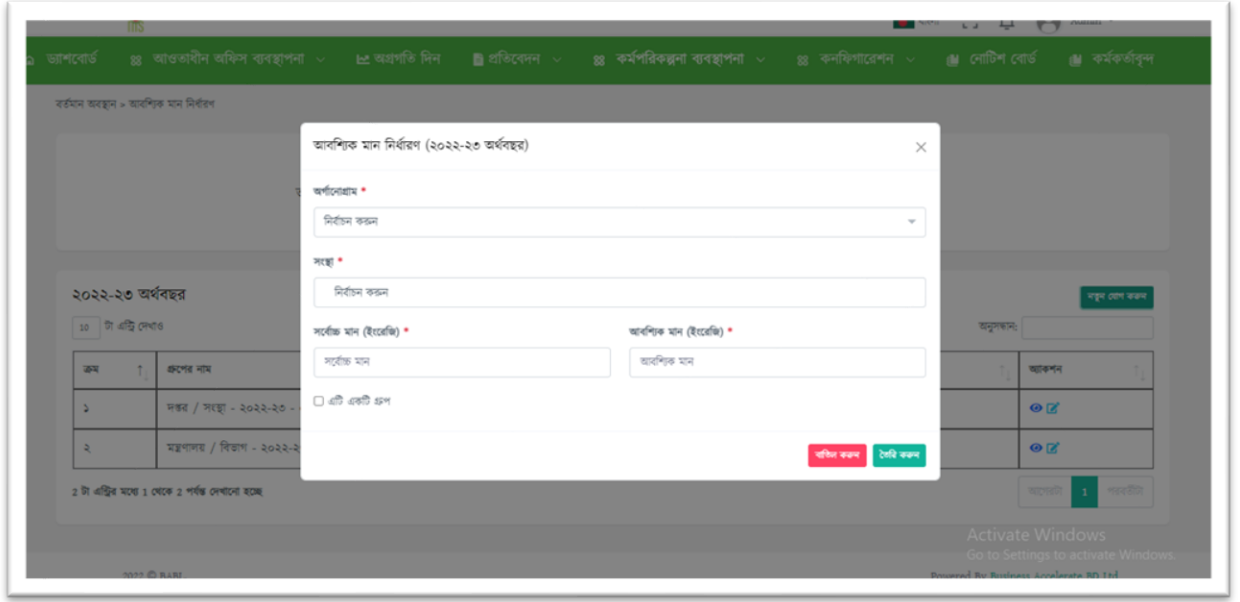 বাংলা Admin
ড্যাশবোর্ড আওতাধীন অফিস ব্যবস্থাপনা অগ্রগতি দিন প্রতিবেদন কর্মপরিকল্পনা ব্যবস্থাপনা কনফিগারেশন নোটিশ বোর্ড কর্মকর্তাবৃন্দ
বর্তমান অবস্থান » আবশ্যিক মান নির্ধারণ
আবশ্যিক মান নির্ধারণ (২০২২-২৩ অর্থবছর)
অর্গানোগ্রাম *
নির্বাচন করুন
সংস্থা *
নির্বাচন করুন
সর্বোচ্চ মান (ইংরেজি) * আবশ্যিক মান (ইংরেজি) *
সর্বোচ্চ মান আবশ্যিক মান
এটি একটি গ্রুপ
বাতিল করুন তৈরি করুন
২০২২-২৩ অর্থবছর নতুন যোগ করুন
10 টা এন্ট্রি দেখাও অনুসন্ধান:
ক্রম গ্রুপের নাম অ্যাকশন
১ দপ্তর / সংস্থা - ২০২২-২৩ -
২ মন্ত্রণালয় / বিভাগ - ২০২২-২
2 টা এন্ট্রির মধ্যে 1 থেকে 2 পর্যন্ত দেখানো হচ্ছে আগেরটা 1 পরবর্তীটা
Activate Windows
Go to Settings to activate Windows.
2022 © BABL. Powered By Business Accelerate BD Ltd